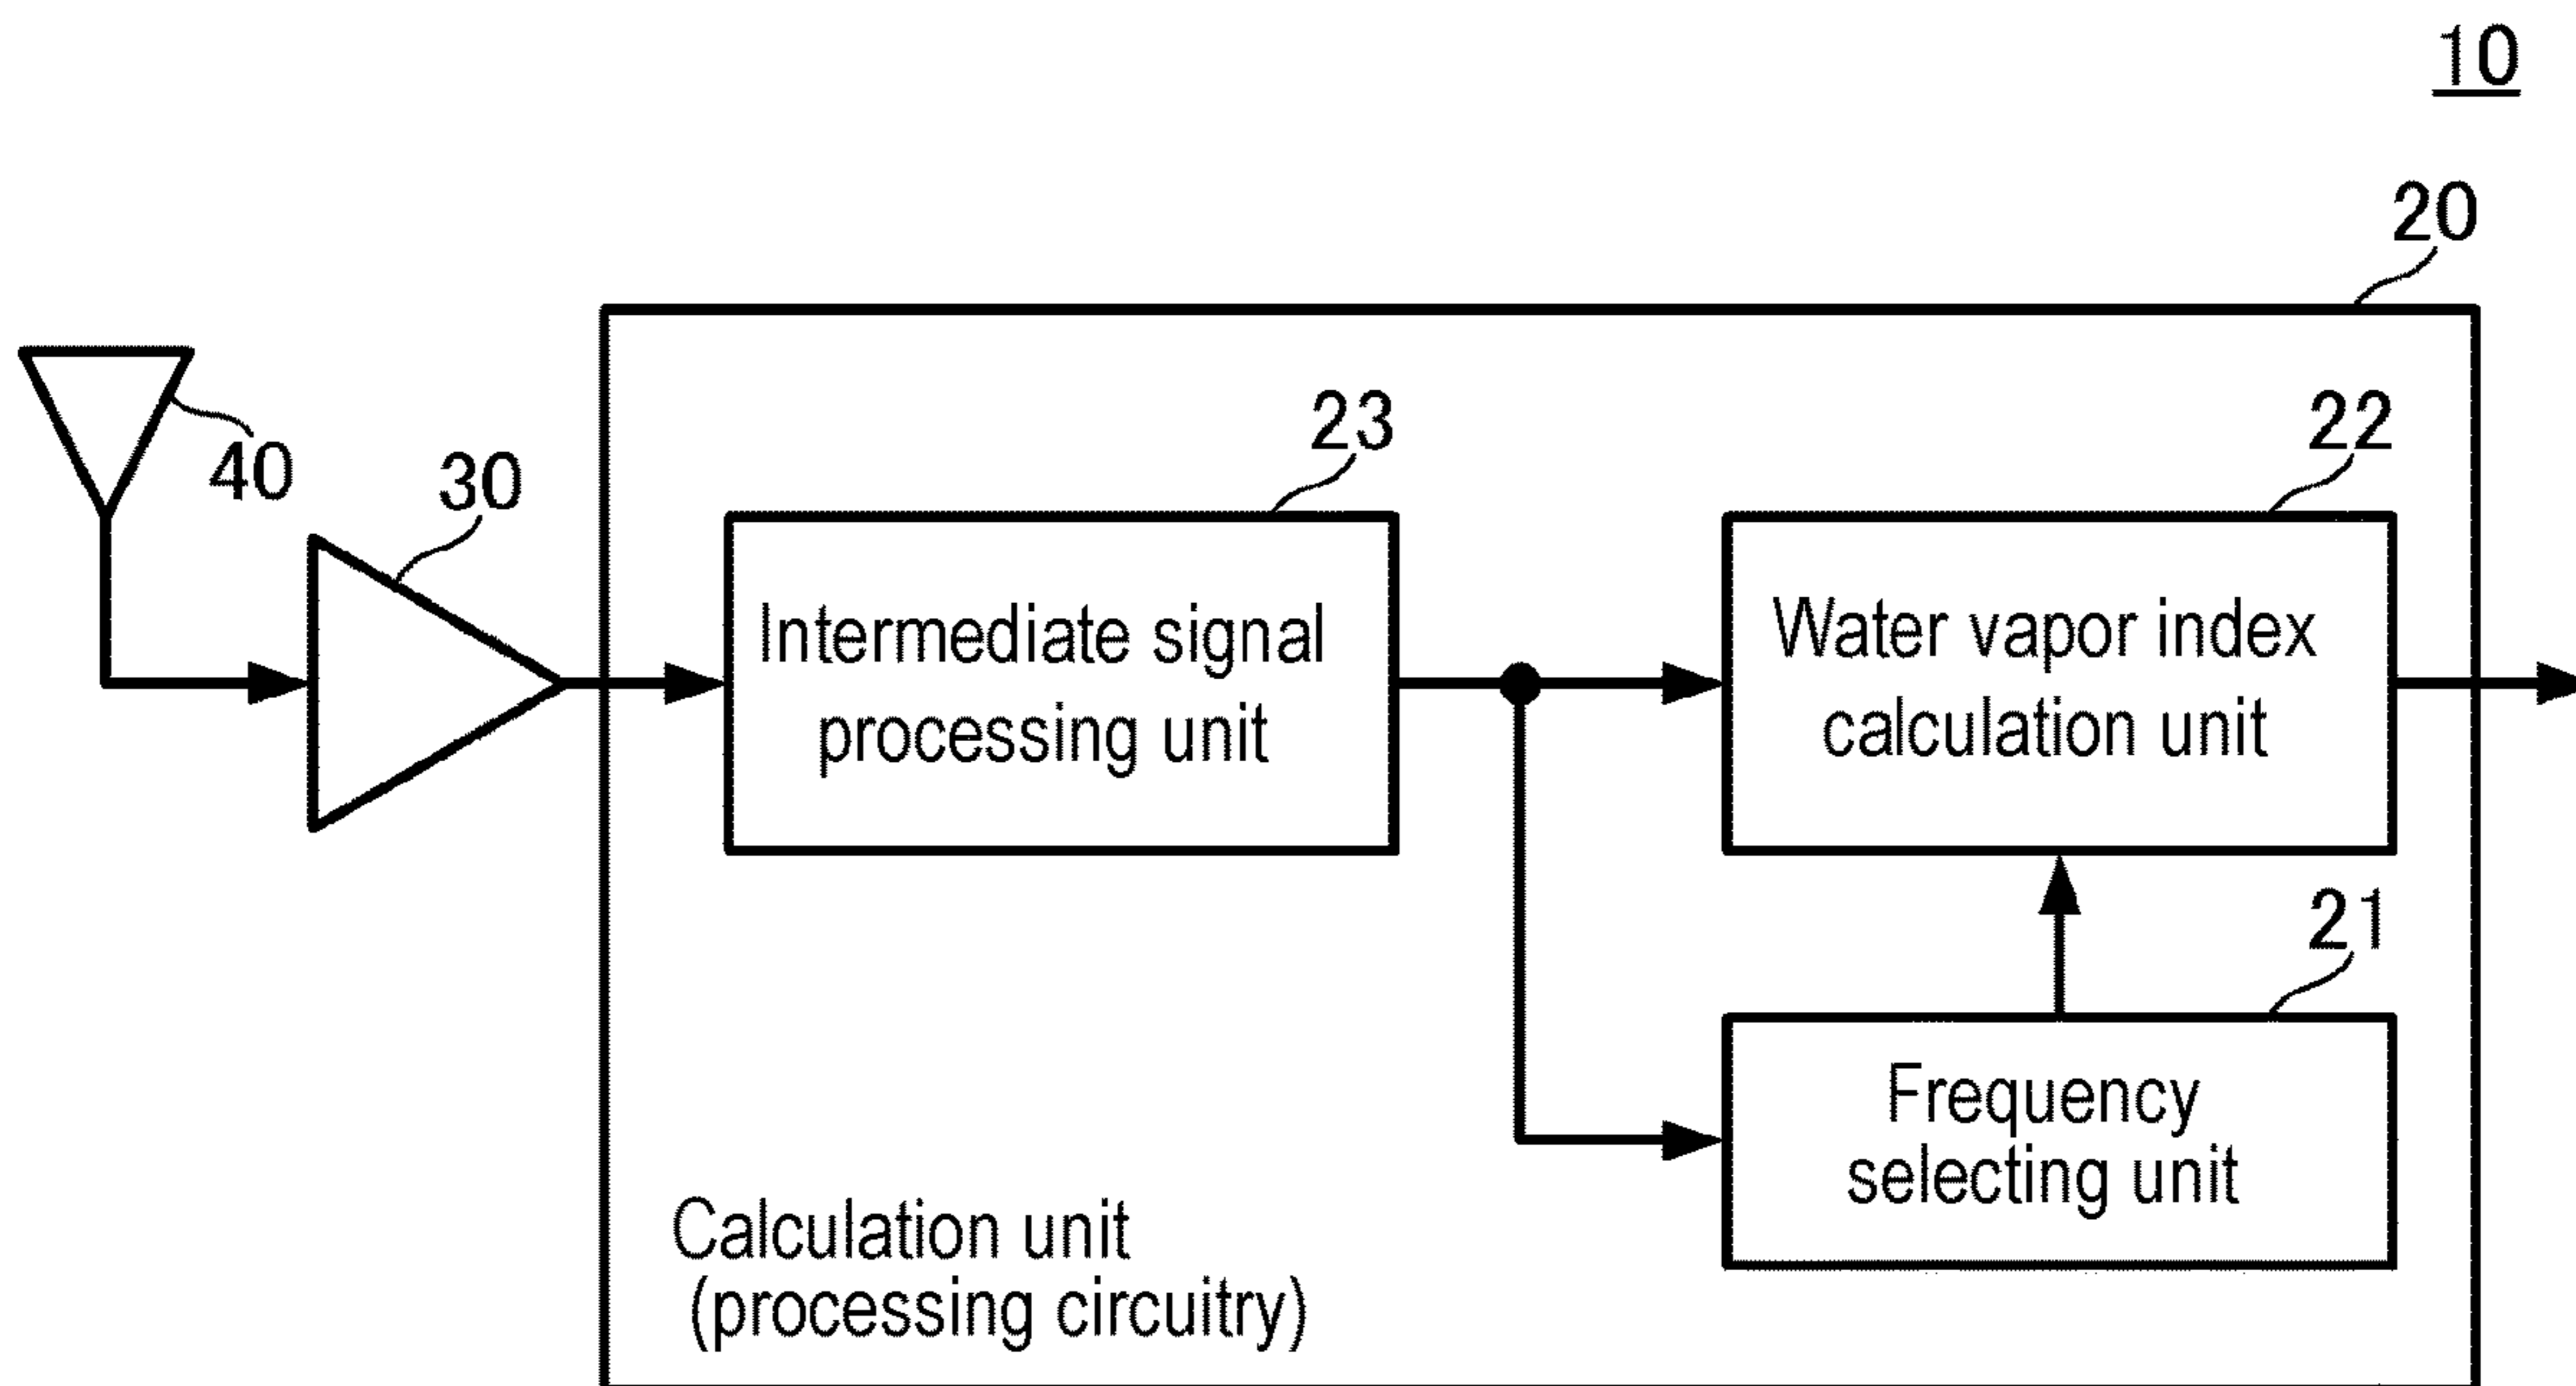 10
20
40
30
23
22
Intermediate signal
processing unit
Water vapor index
calculation unit
21
Frequency
selecting unit
Calculation unit
(processing circuitry)